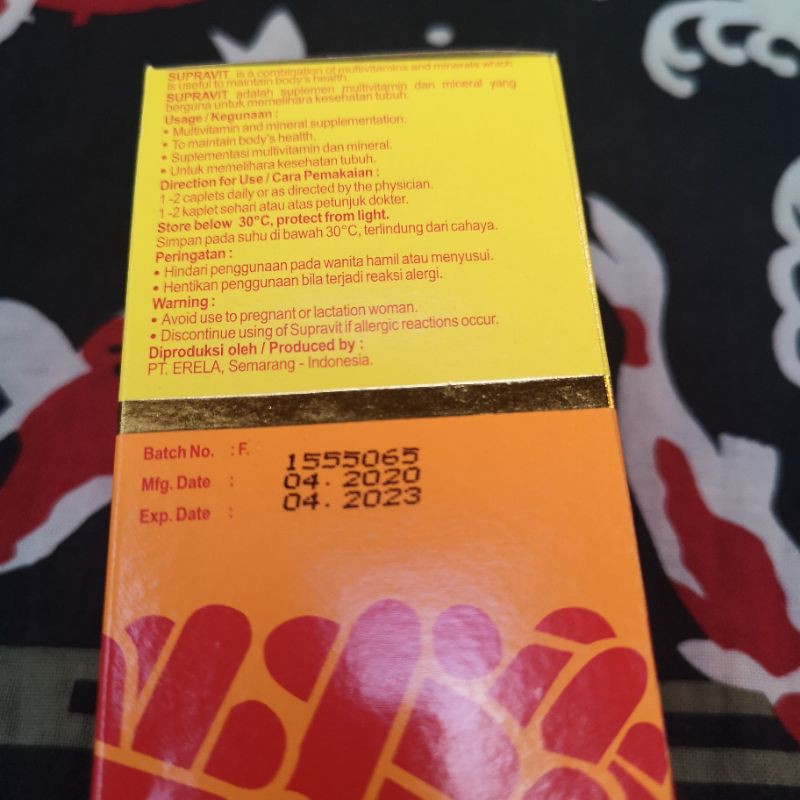 SUPRAVIT is a combination of multivitamins and minerals which
is useful to maintain body's health.
SUPRAVIT adalah suplemen multivitamin dan mineral yang
berguna untuk memelihara kesehatan tubuh.
Usage / Kegunaan :
• Multivitamin and mineral supplementation.
• To maintain body's health.
• Suplementasi multivitamin dan mineral.
• Untuk memelihara kesehatan tubuh.
Direction for Use / Cara Pemakaian :
1 -2 caplets daily or as directed by the physician.
1 -2 kaplet sehari atau atas petunjuk dokter.
Store below 30°C, protect from light.
Simpan pada suhu di bawah 30°C, terlindung dari cahaya.
Peringatan :
• Hindari penggunaan pada wanita hamil atau menyusui.
• Hentikan penggunaan bila terjadi reaksi alergi.
Warning :
• Avoid use to pregnant or lactation woman.
• Discontinue using of Supravit if allergic reactions occur.
Diproduksi oleh / Produced by :
PT. ERELA, Semarang - Indonesia.
Batch No. : F. 1555065
Mfg. Date : 04. 2020
Exp. Date : 04. 2023